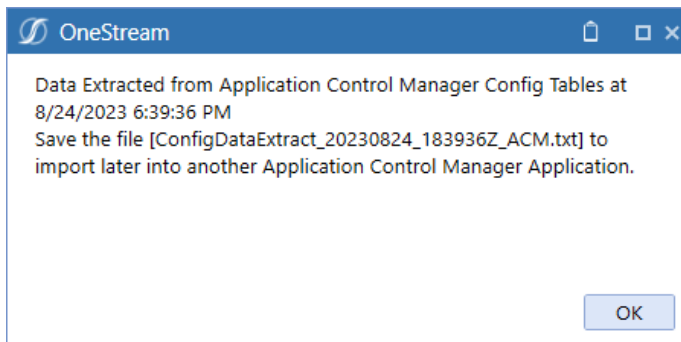 OneStream
Data Extracted from Application Control Manager Config Tables at
8/24/2023 6:39:36 PM
Save the file [ConfigDataExtract_20230824_183936Z_ACM.txt] to
import later into another Application Control Manager Application.
OK